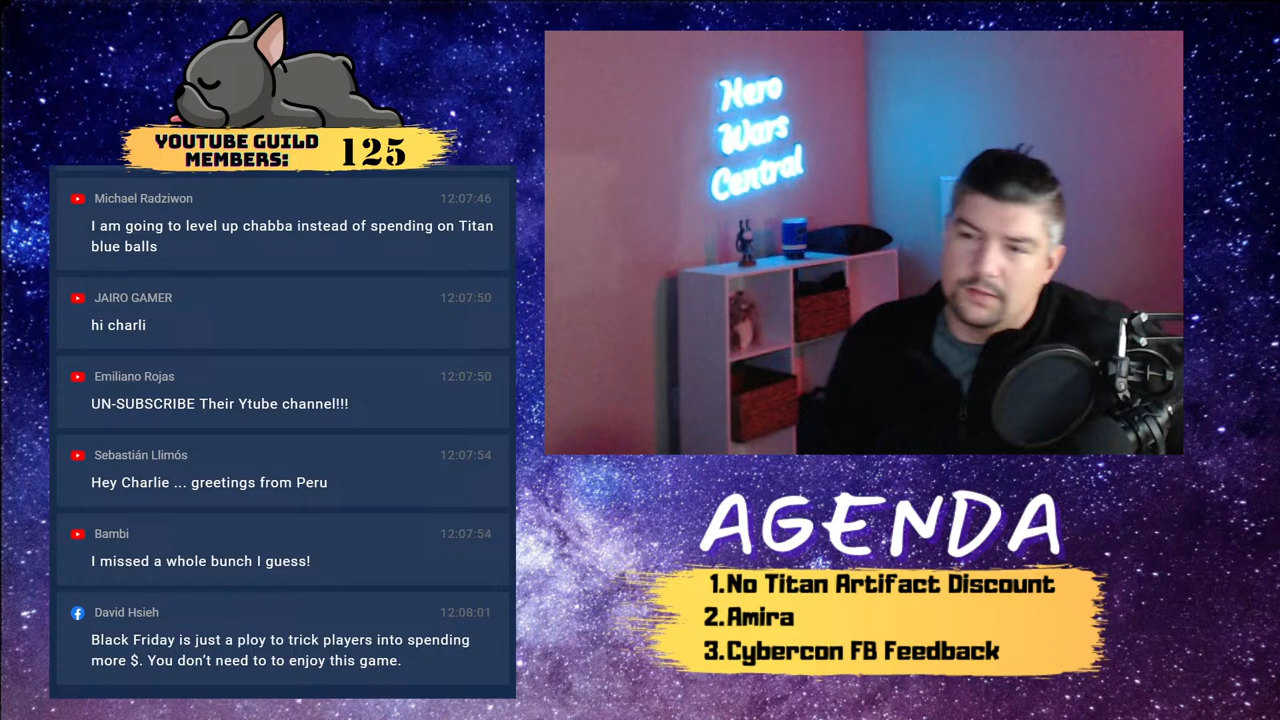 YOUTUBE GUILD
MEMBERS:
125
Michael Radziwon 12:07:46
I am going to level up chabba instead of spending on Titan
blue balls
JAIRO GAMER 12:07:50
hi charli
Emiliano Rojas 12:07:50
UN-SUBSCRIBE Their Ytube channel!!!
Sebastián Llimós 12:07:54
Hey Charlie ... greetings from Peru
Bambi 12:07:54
I missed a whole bunch I guess!
David Hsieh 12:08:01
Black Friday is just a ploy to trick players into spending
more $. You don't need to to enjoy this game.
Hero
Wars
Central
AGENDA
1.No Titan Artifact Discount
2.Amira
3.Cybercon FB Feedback